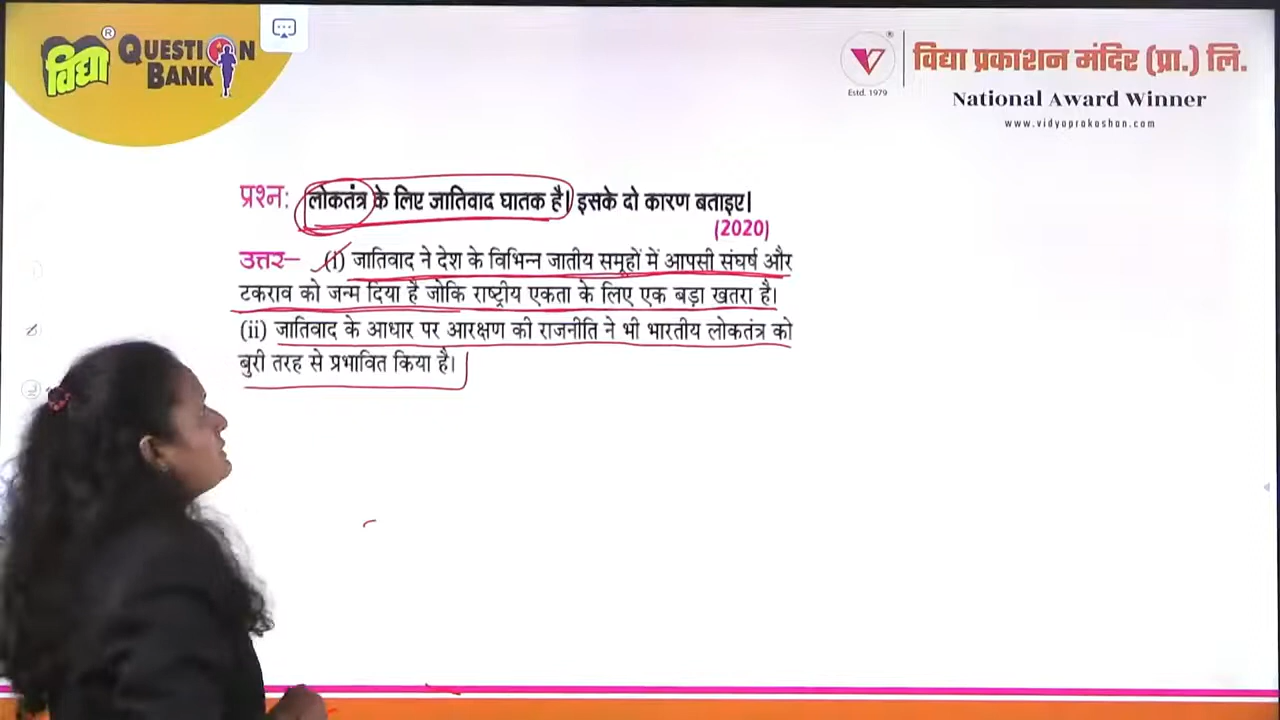 विद्या
®
QUESTION
BANK
®
Estd. 1979
विद्या प्रकाशन मंदिर (प्रा.) लि.
National Award Winner
www.vidyaprakashan.com
प्रश्न: लोकतंत्र के लिए जातिवाद घातक है। इसके दो कारण बताइए।
(2020)
उत्तर– (i) जातिवाद ने देश के विभिन्न जातीय समूहों में आपसी संघर्ष और
टकराव को जन्म दिया है जोकि राष्ट्रीय एकता के लिए एक बड़ा खतरा है।
(ii) जातिवाद के आधार पर आरक्षण की राजनीति ने भी भारतीय लोकतंत्र को
बुरी तरह से प्रभावित किया है।